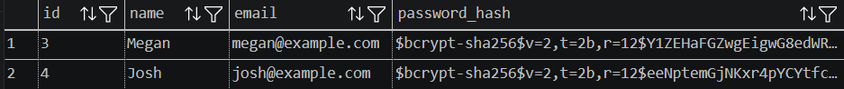 id name email password_hash
1 3 Megan megan@example.com $bcrypt-sha256$v=2,t=2b,r=12$Y1ZEHaFGZwgEigwG8edWR…
2 4 Josh josh@example.com $bcrypt-sha256$v=2,t=2b,r=12$eeNptemGjNKxr4pYCYtfc…